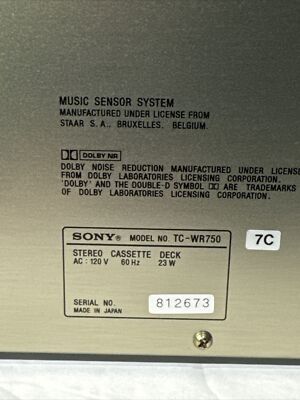 MUSIC SENSOR SYSTEM
MANUFACTURED UNDER LICENSE FROM
STAAR S. A., BRUXELLES, BELGIUM.
DOLBY NR
DOLBY NOISE REDUCTION MANUFACTURED UNDER LICENSE
FROM DOLBY LABORATORIES LICENSING CORPORATION.
'DOLBY' AND THE DOUBLE-D SYMBOL ARE TRADEMARKS
OF DOLBY LABORATORIES LICENSING CORPORATION.
SONY® MODEL NO. TC-WR750 7C
STEREO CASSETTE DECK
AC : 120 V 60 Hz 23 W
SERIAL NO. 812673
MADE IN JAPAN